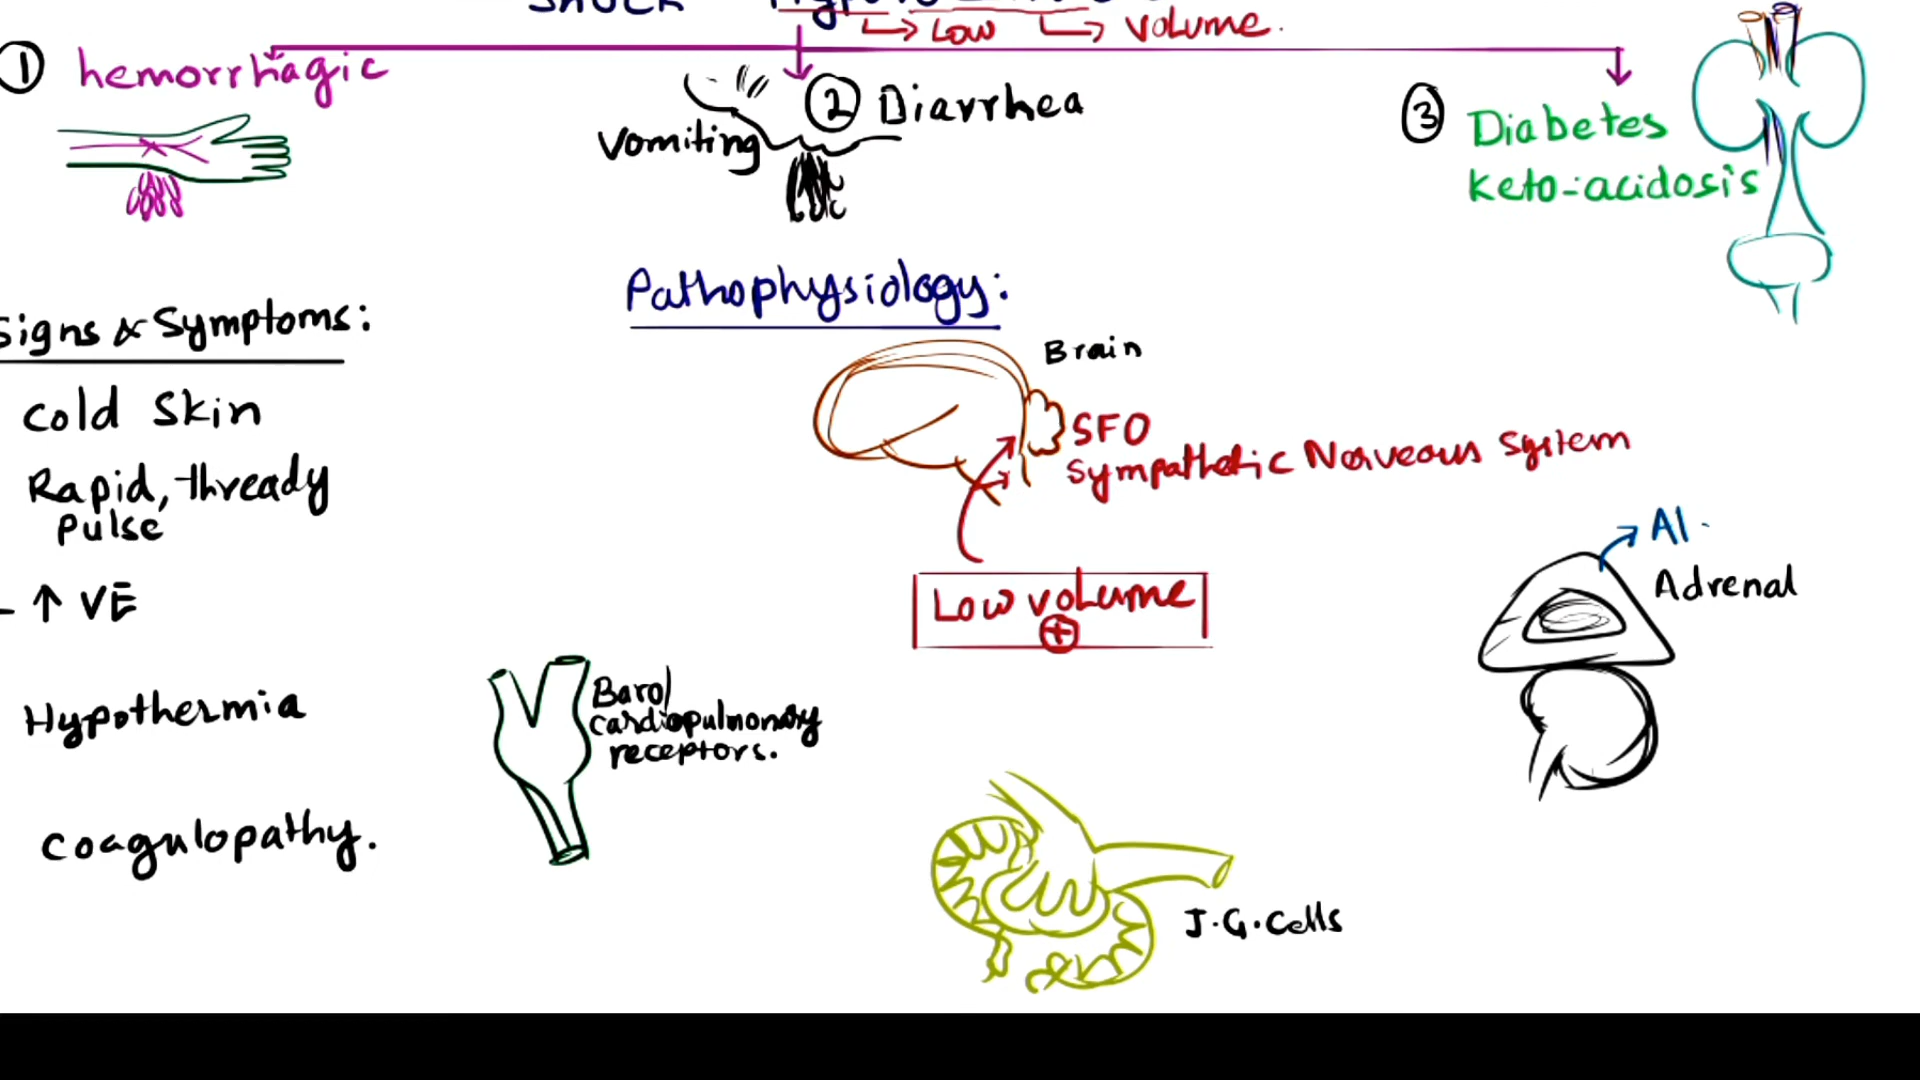 Low Volume.
① hemorrhagic
② Diarrhea
Vomiting
③ Diabetes
keto-acidosis
Pathophysiology:
Signs & Symptoms:
Brain
Cold Skin
SFO
Sympathetic Nerveous System
Rapid, thready
Pulse
Al
Adrenal
- ↑ VE
Low volume
+
Hypothermia
Baro/
cardiopulmonary
receptors.
Coagulopathy.
J.G.Cells